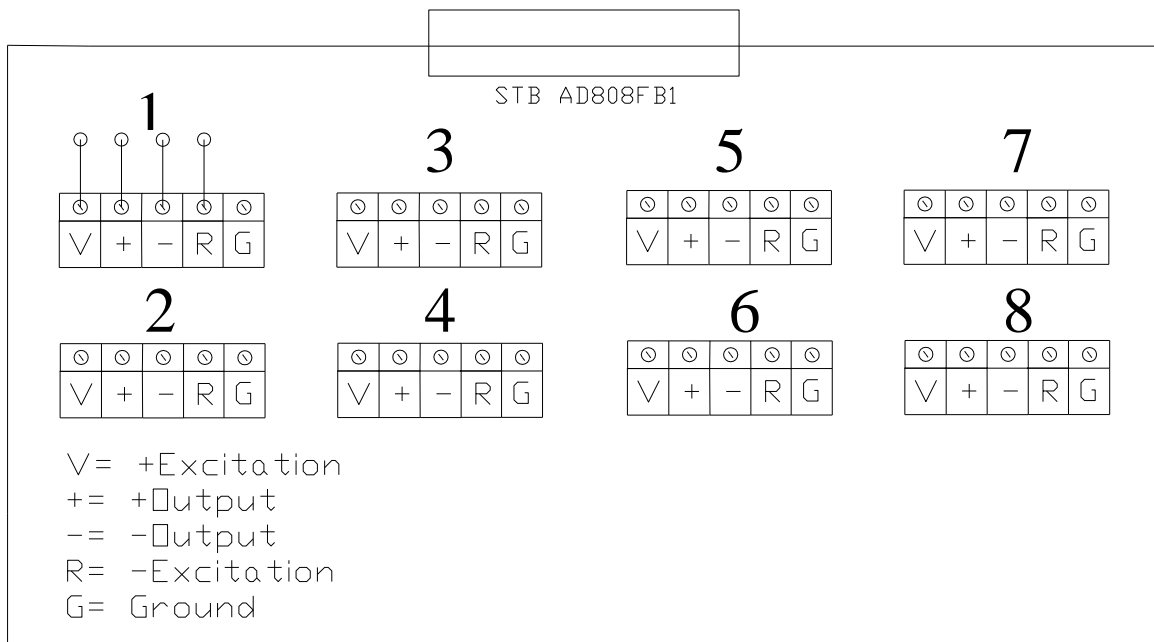 STB AD808FB1
1 3 5 7
V + - R G V + - R G V + - R G V + - R G
2 4 6 8
V + - R G V + - R G V + - R G V + - R G
V= +Excitation
+= +Output
-= -Output
R= -Excitation
G= Ground